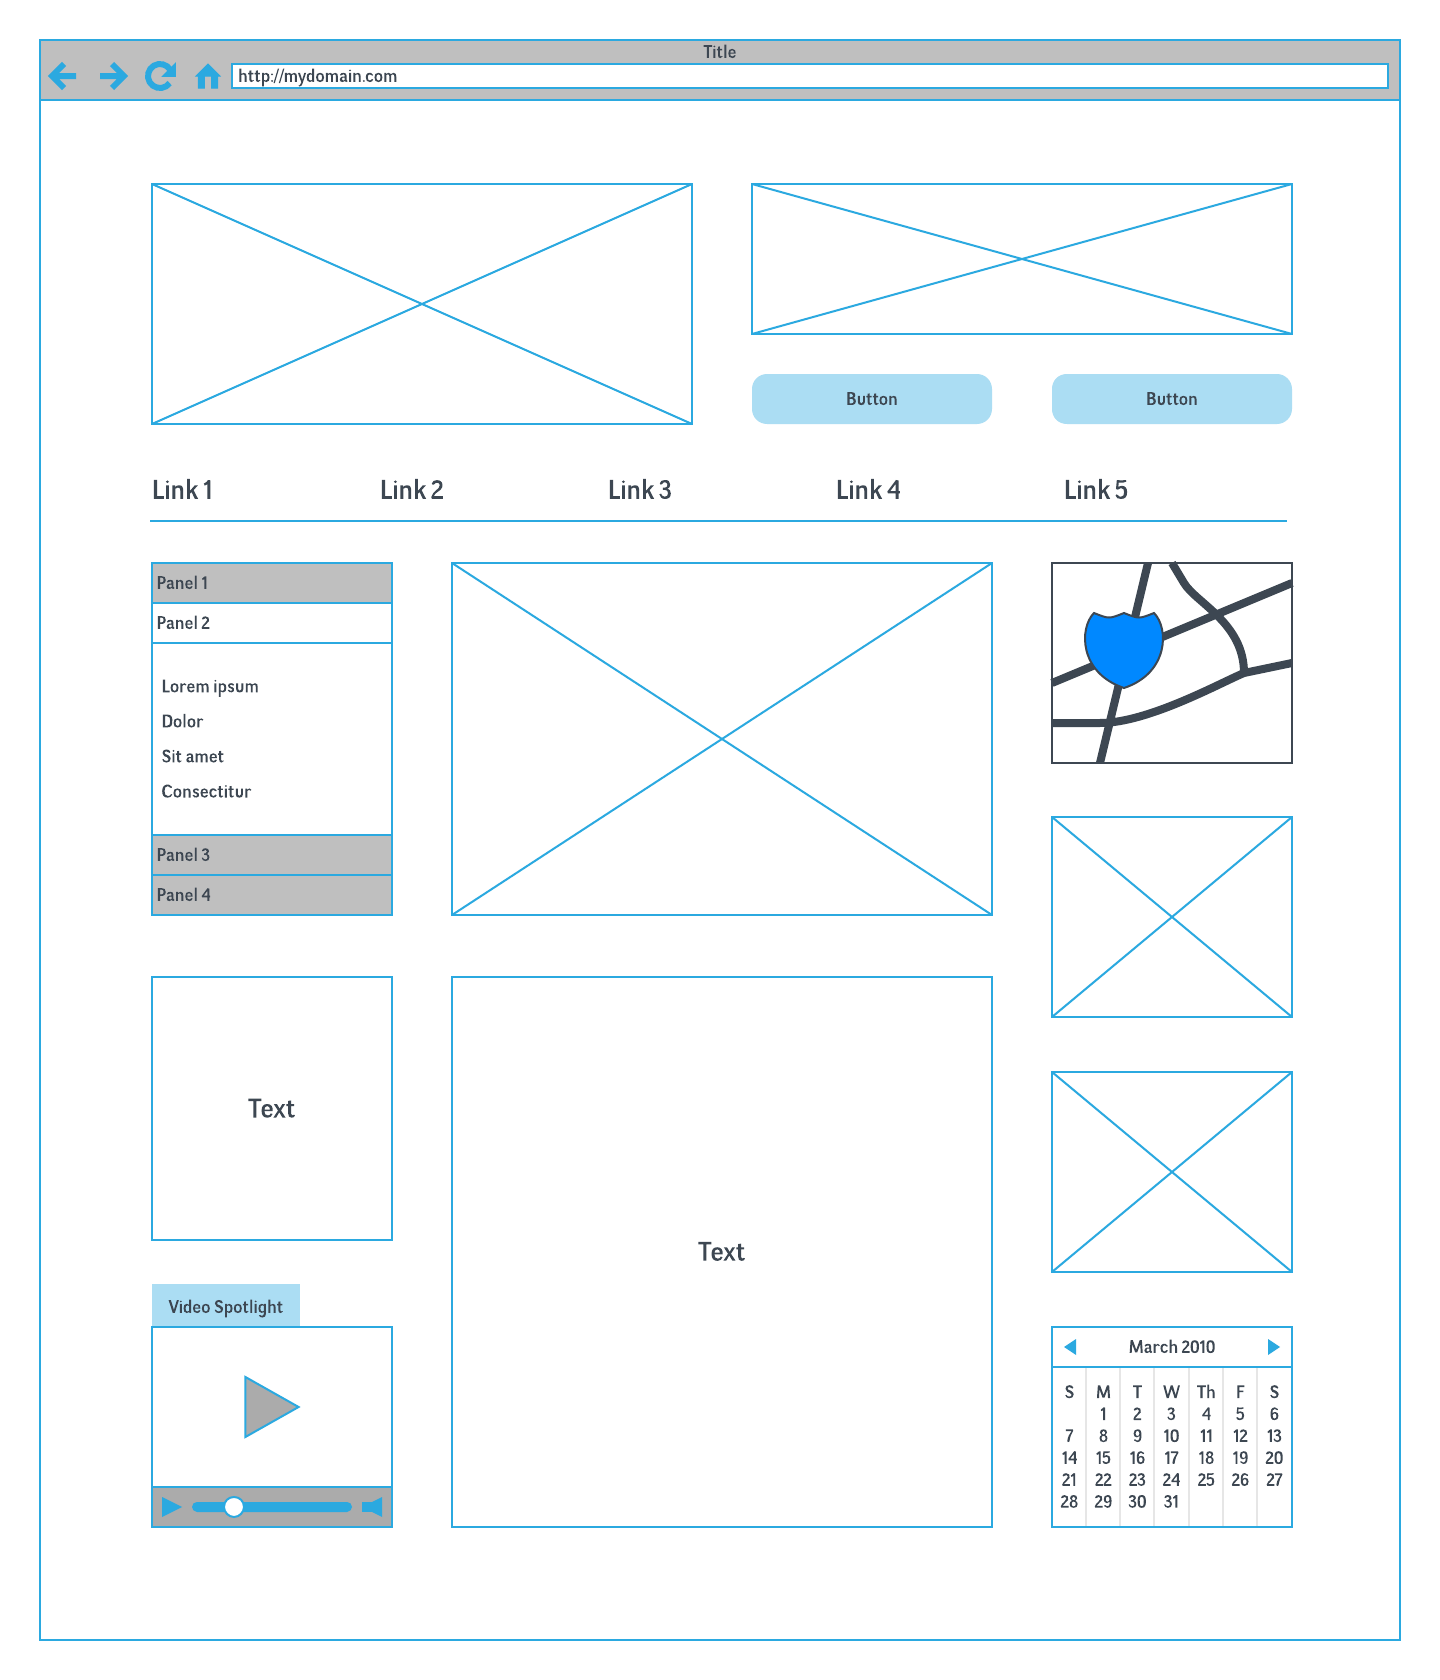 Title
http://mydomain.com
Button
Button
Link 1
Link 2
Link 3
Link 4
Link 5
Panel 1
Panel 2
Lorem ipsum
Dolor
Sit amet
Consectitur
Panel 3
Panel 4
Text
Text
Video Spotlight
March 2010
S M T W Th F S
1 2 3 4 5 6
7 8 9 10 11 12 13
14 15 16 17 18 19 20
21 22 23 24 25 26 27
28 29 30 31